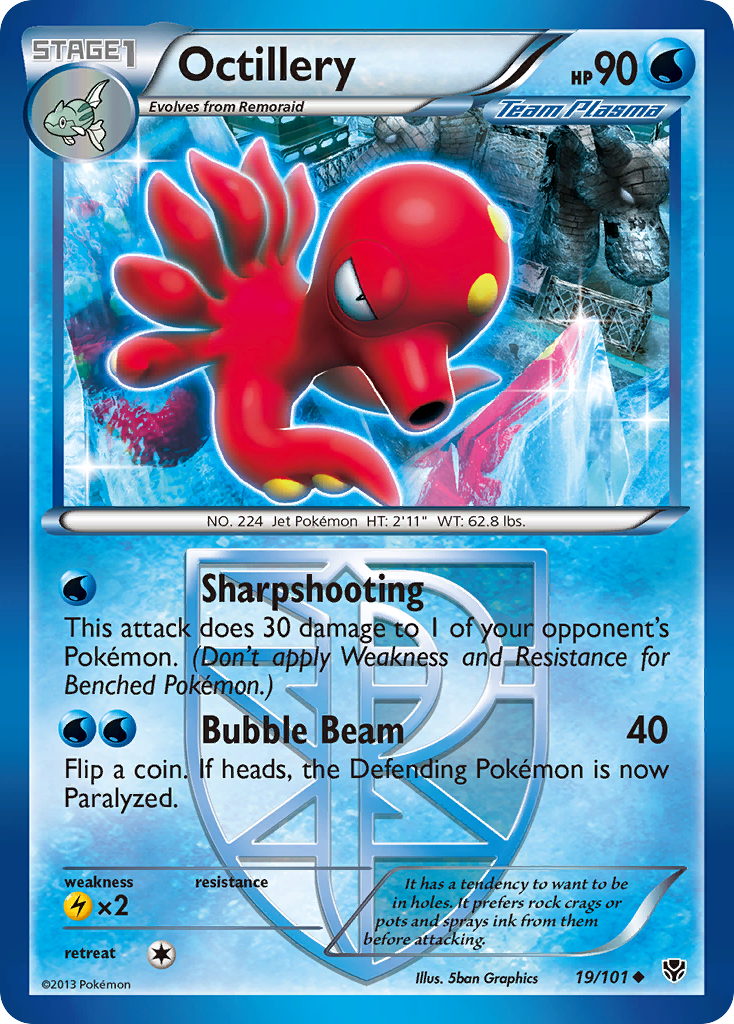 STAGE1
Octillery
HP90
Evolves from Remoraid
Team Plasma
NO. 224 Jet Pokémon HT: 2'11" WT: 62.8 lbs.
Sharpshooting
This attack does 30 damage to 1 of your opponent's
Pokémon. (Don't apply Weakness and Resistance for
Benched Pokémon.)
Bubble Beam 40
Flip a coin. If heads, the Defending Pokémon is now
Paralyzed.
weakness resistance
×2
It has a tendency to want to be
in holes. It prefers rock crags or
pots and sprays ink from them
before attacking.
retreat
©2013 Pokémon
Illus. 5ban Graphics 19/101 ◆